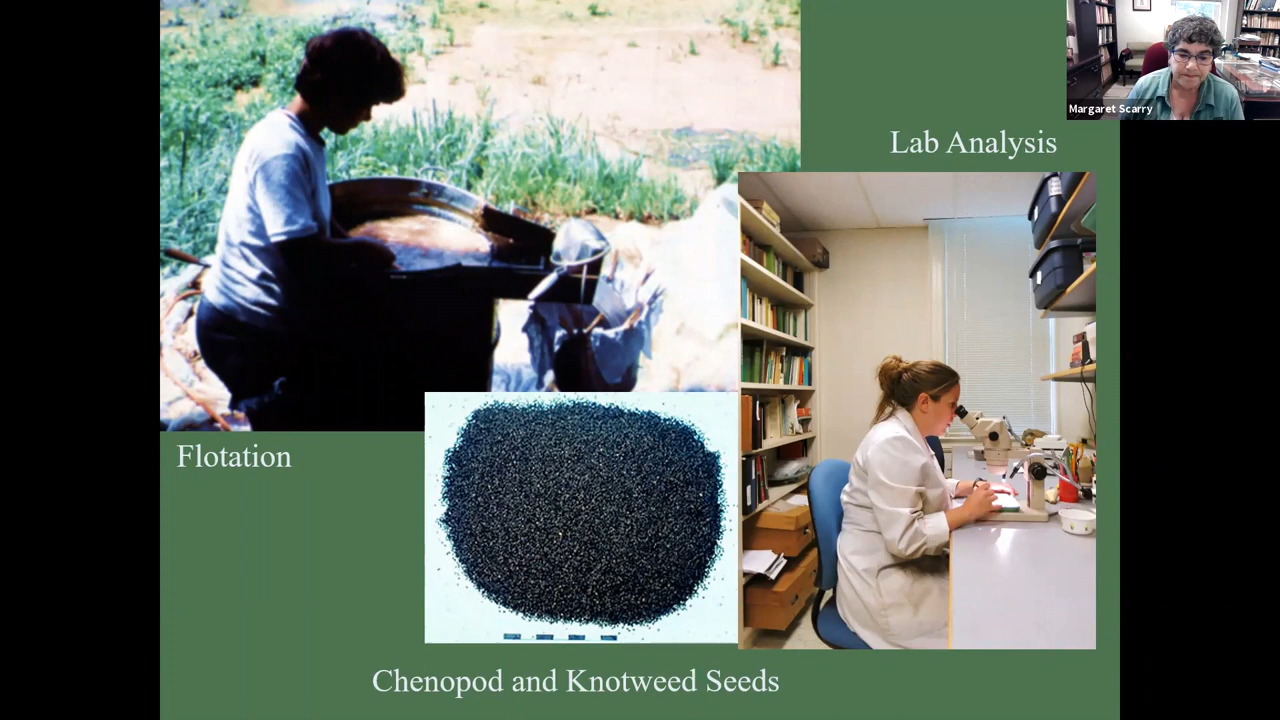 Margaret Scarry
Lab Analysis
Flotation
Chenopod and Knotweed Seeds